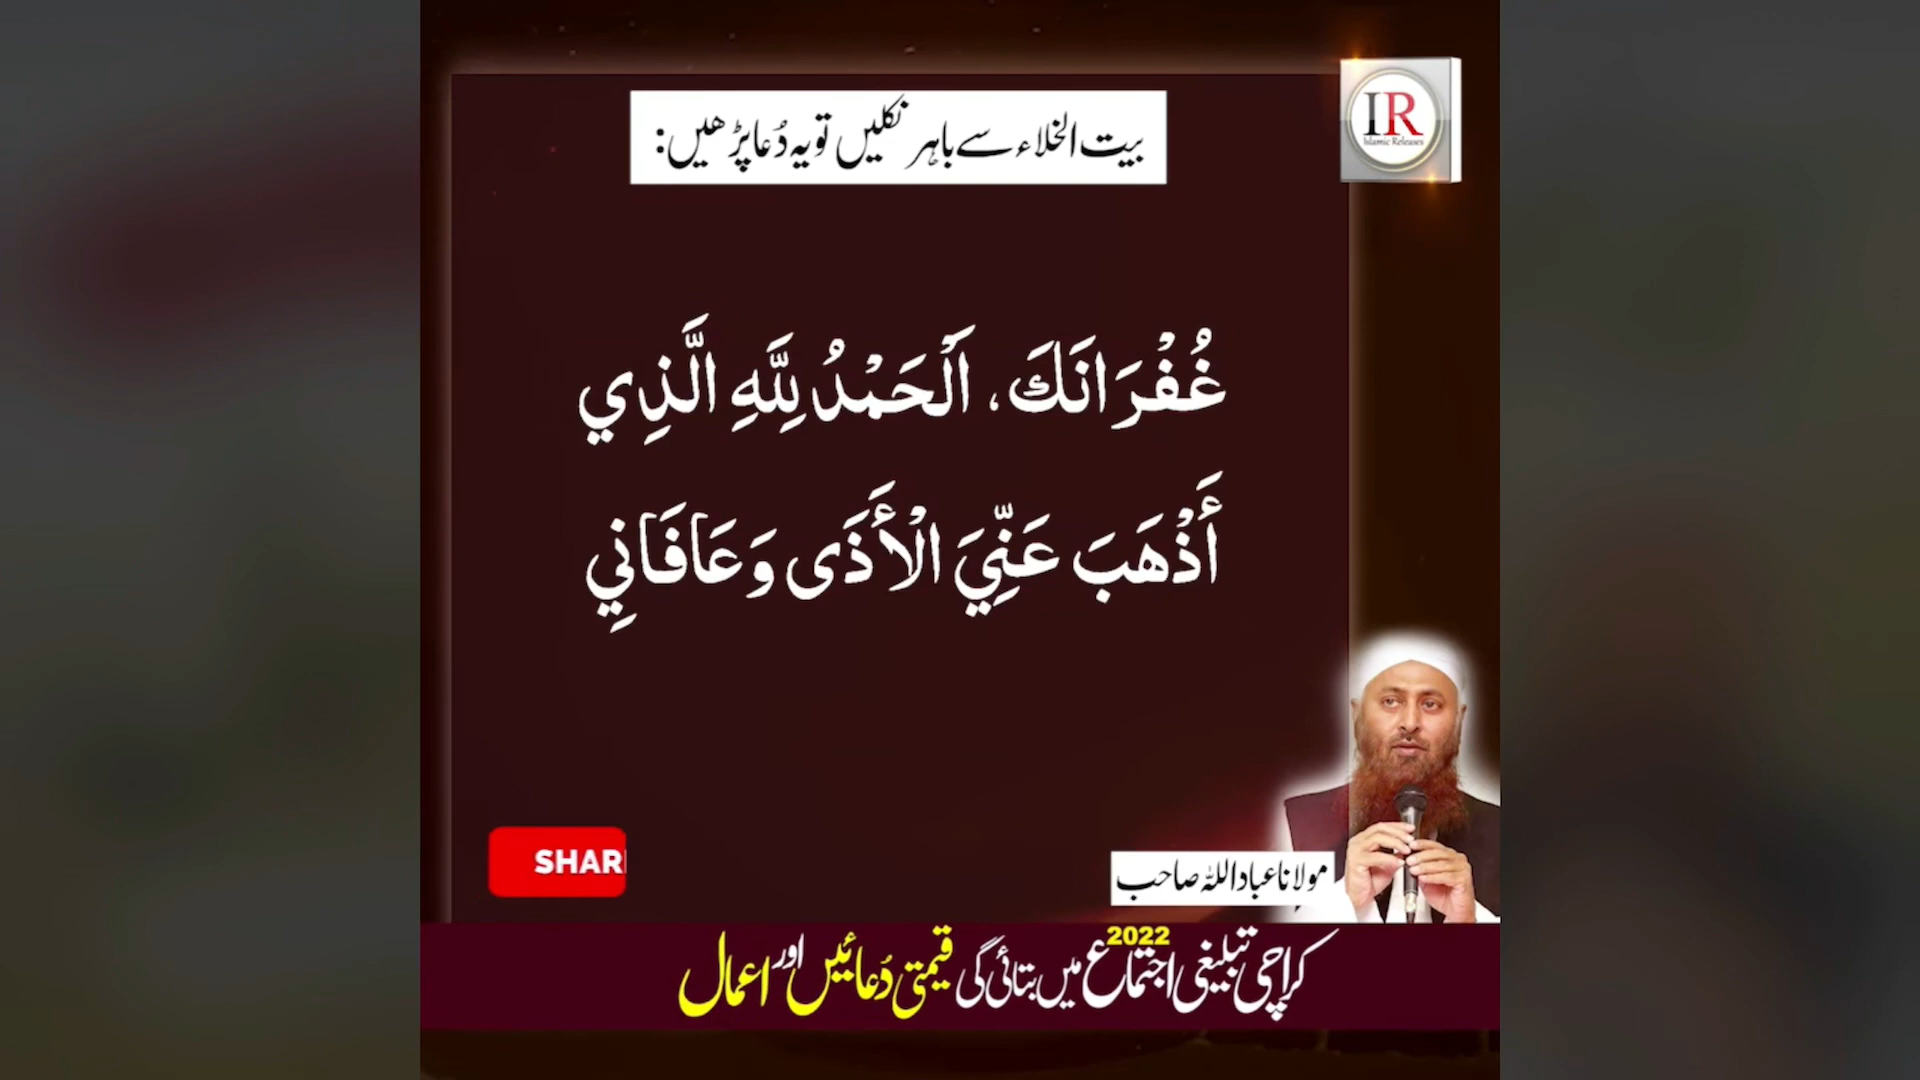 بیت الخلاء سے باہر نکلیں تو یہ دُعا پڑھیں:
IR
Islamic Releases
غُفْرَانَكَ، اَلْحَمْدُ لِلَّهِ الَّذِي
أَذْهَبَ عَنِّيَ الْأَذَى وَعَافَانِي
SHAR
مولانا عباد اللہ صاحب
کراچی تبلیغی اجتماع 2022 میں بتائی گی قیمتی دُعائیں اور اعمال